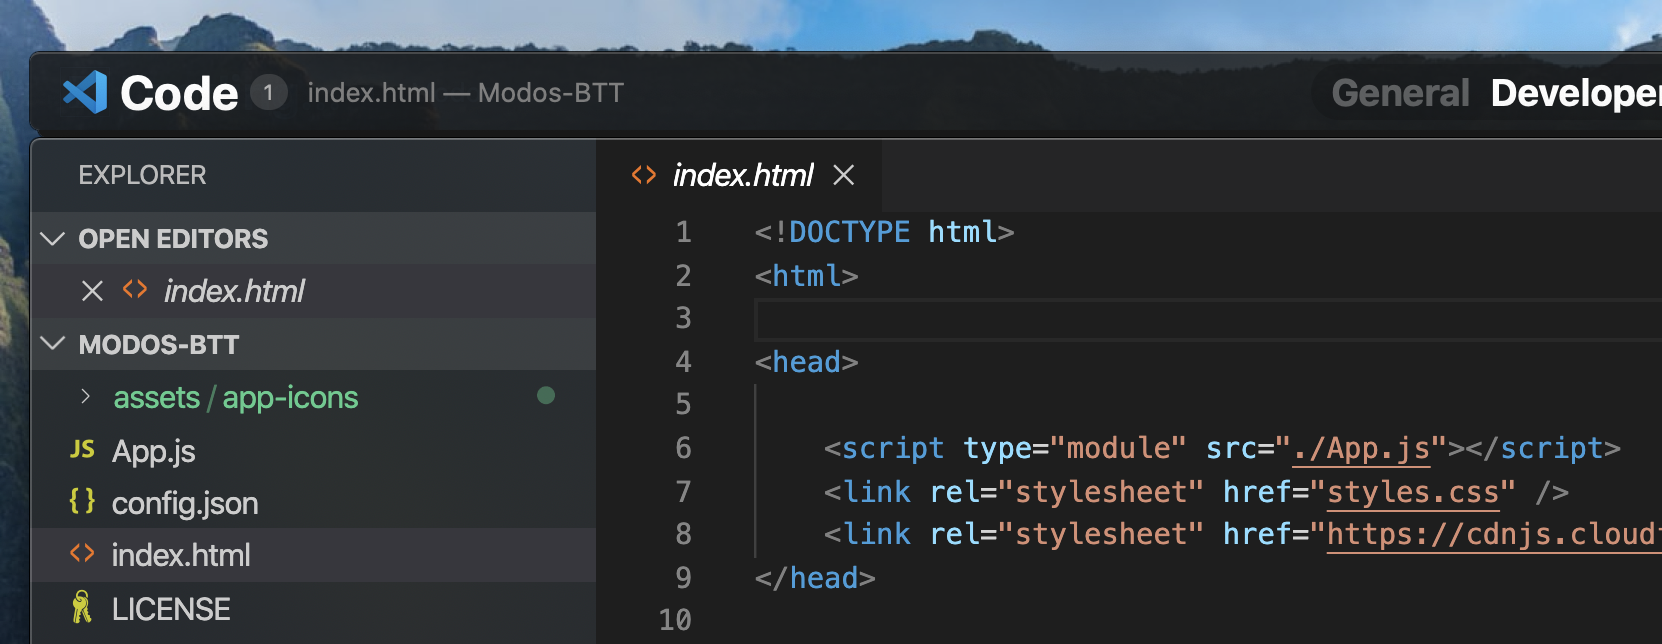 Code 1 index.html — Modos-BTT General Developer
EXPLORER
OPEN EDITORS
index.html
MODOS-BTT
assets / app-icons
JS App.js
{} config.json
<> index.html
LICENSE
<> index.html
1 <!DOCTYPE html>
2 <html>
3
4 <head>
5
6 <script type="module" src="./App.js"></script>
7 <link rel="stylesheet" href="styles.css" />
8 <link rel="stylesheet" href="https://cdnjs.cloudf
9 </head>
10